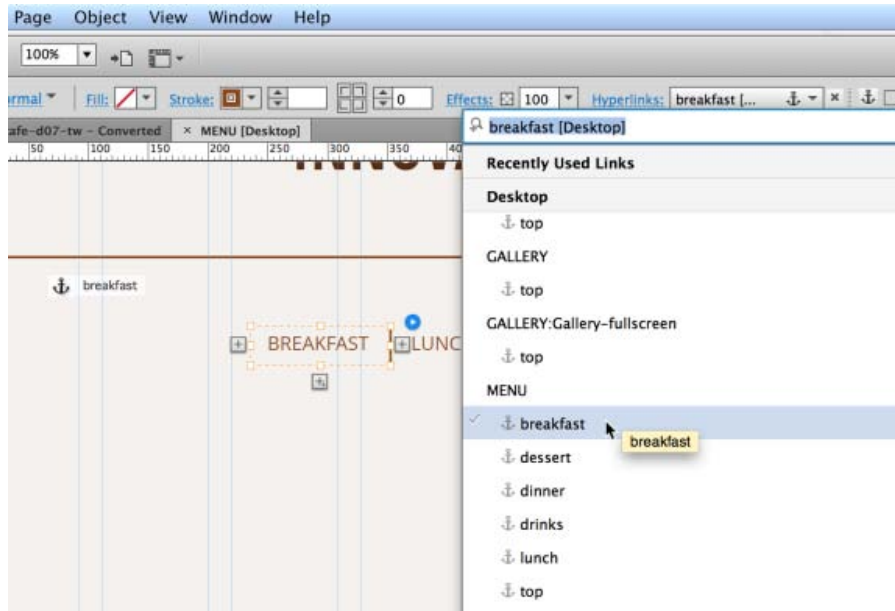 Page Object View Window Help
100%
rmal Fill: Stroke: 0 Effects: 100 Hyperlinks: breakfast [...
afe-d07-tw – Converted × MENU [Desktop]
breakfast [Desktop]
50 100 150 200 250 300 350 40
Recently Used Links
Desktop
top
GALLERY
breakfast
top
GALLERY:Gallery-fullscreen
BREAKFAST LUNC
top
MENU
breakfast
breakfast
dessert
dinner
drinks
lunch
top